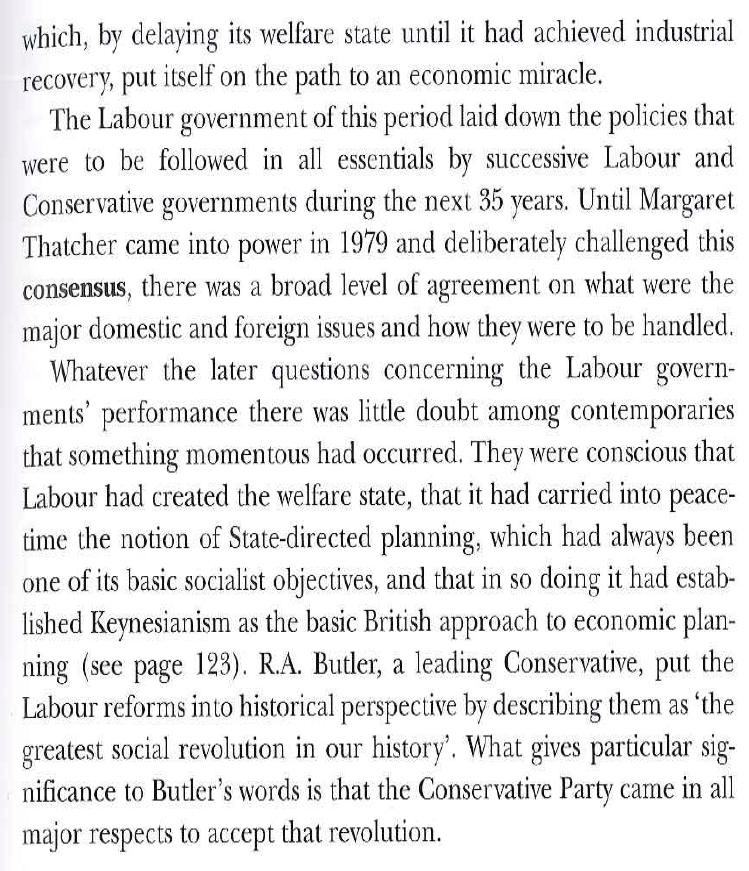 which, by delaying its welfare state until it had achieved industrial
recovery, put itself on the path to an economic miracle.
The Labour government of this period laid down the policies that
were to be followed in all essentials by successive Labour and
Conservative governments during the next 35 years. Until Margaret
Thatcher came into power in 1979 and deliberately challenged this
consensus, there was a broad level of agreement on what were the
major domestic and foreign issues and how they were to be handled.
Whatever the later questions concerning the Labour govern-
ments' performance there was little doubt among contemporaries
that something momentous had occurred. They were conscious that
Labour had created the welfare state, that it had carried into peace-
time the notion of State-directed planning, which had always been
one of its basic socialist objectives, and that in so doing it had estab-
lished Keynesianism as the basic British approach to economic plan-
ning (see page 123). R.A. Butler, a leading Conservative, put the
Labour reforms into historical perspective by describing them as 'the
greatest social revolution in our history'. What gives particular sig-
nificance to Butler's words is that the Conservative Party came in all
major respects to accept that revolution.